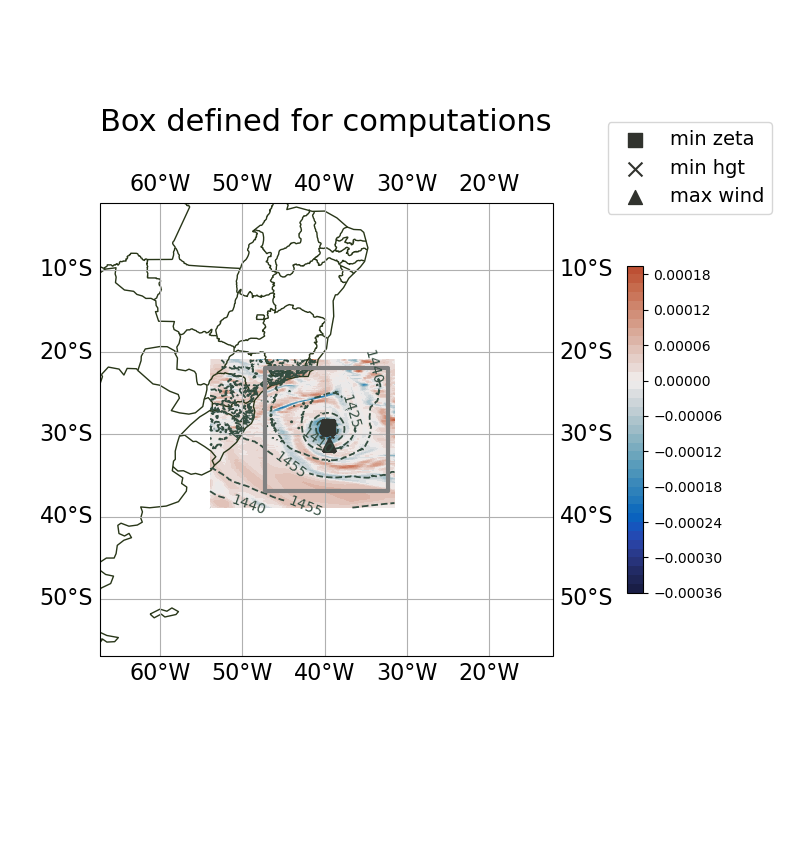 Box defined for computations
min zeta
min hgt
max wind
60°W 50°W 40°W 30°W 20°W
10°S 10°S
20°S 20°S
30°S 30°S
40°S 40°S
50°S 50°S
60°W 50°W 40°W 30°W 20°W
1440
1425
1455
1440
1455
0.00018
0.00012
0.00006
0.00000
−0.00006
−0.00012
−0.00018
−0.00024
−0.00030
−0.00036